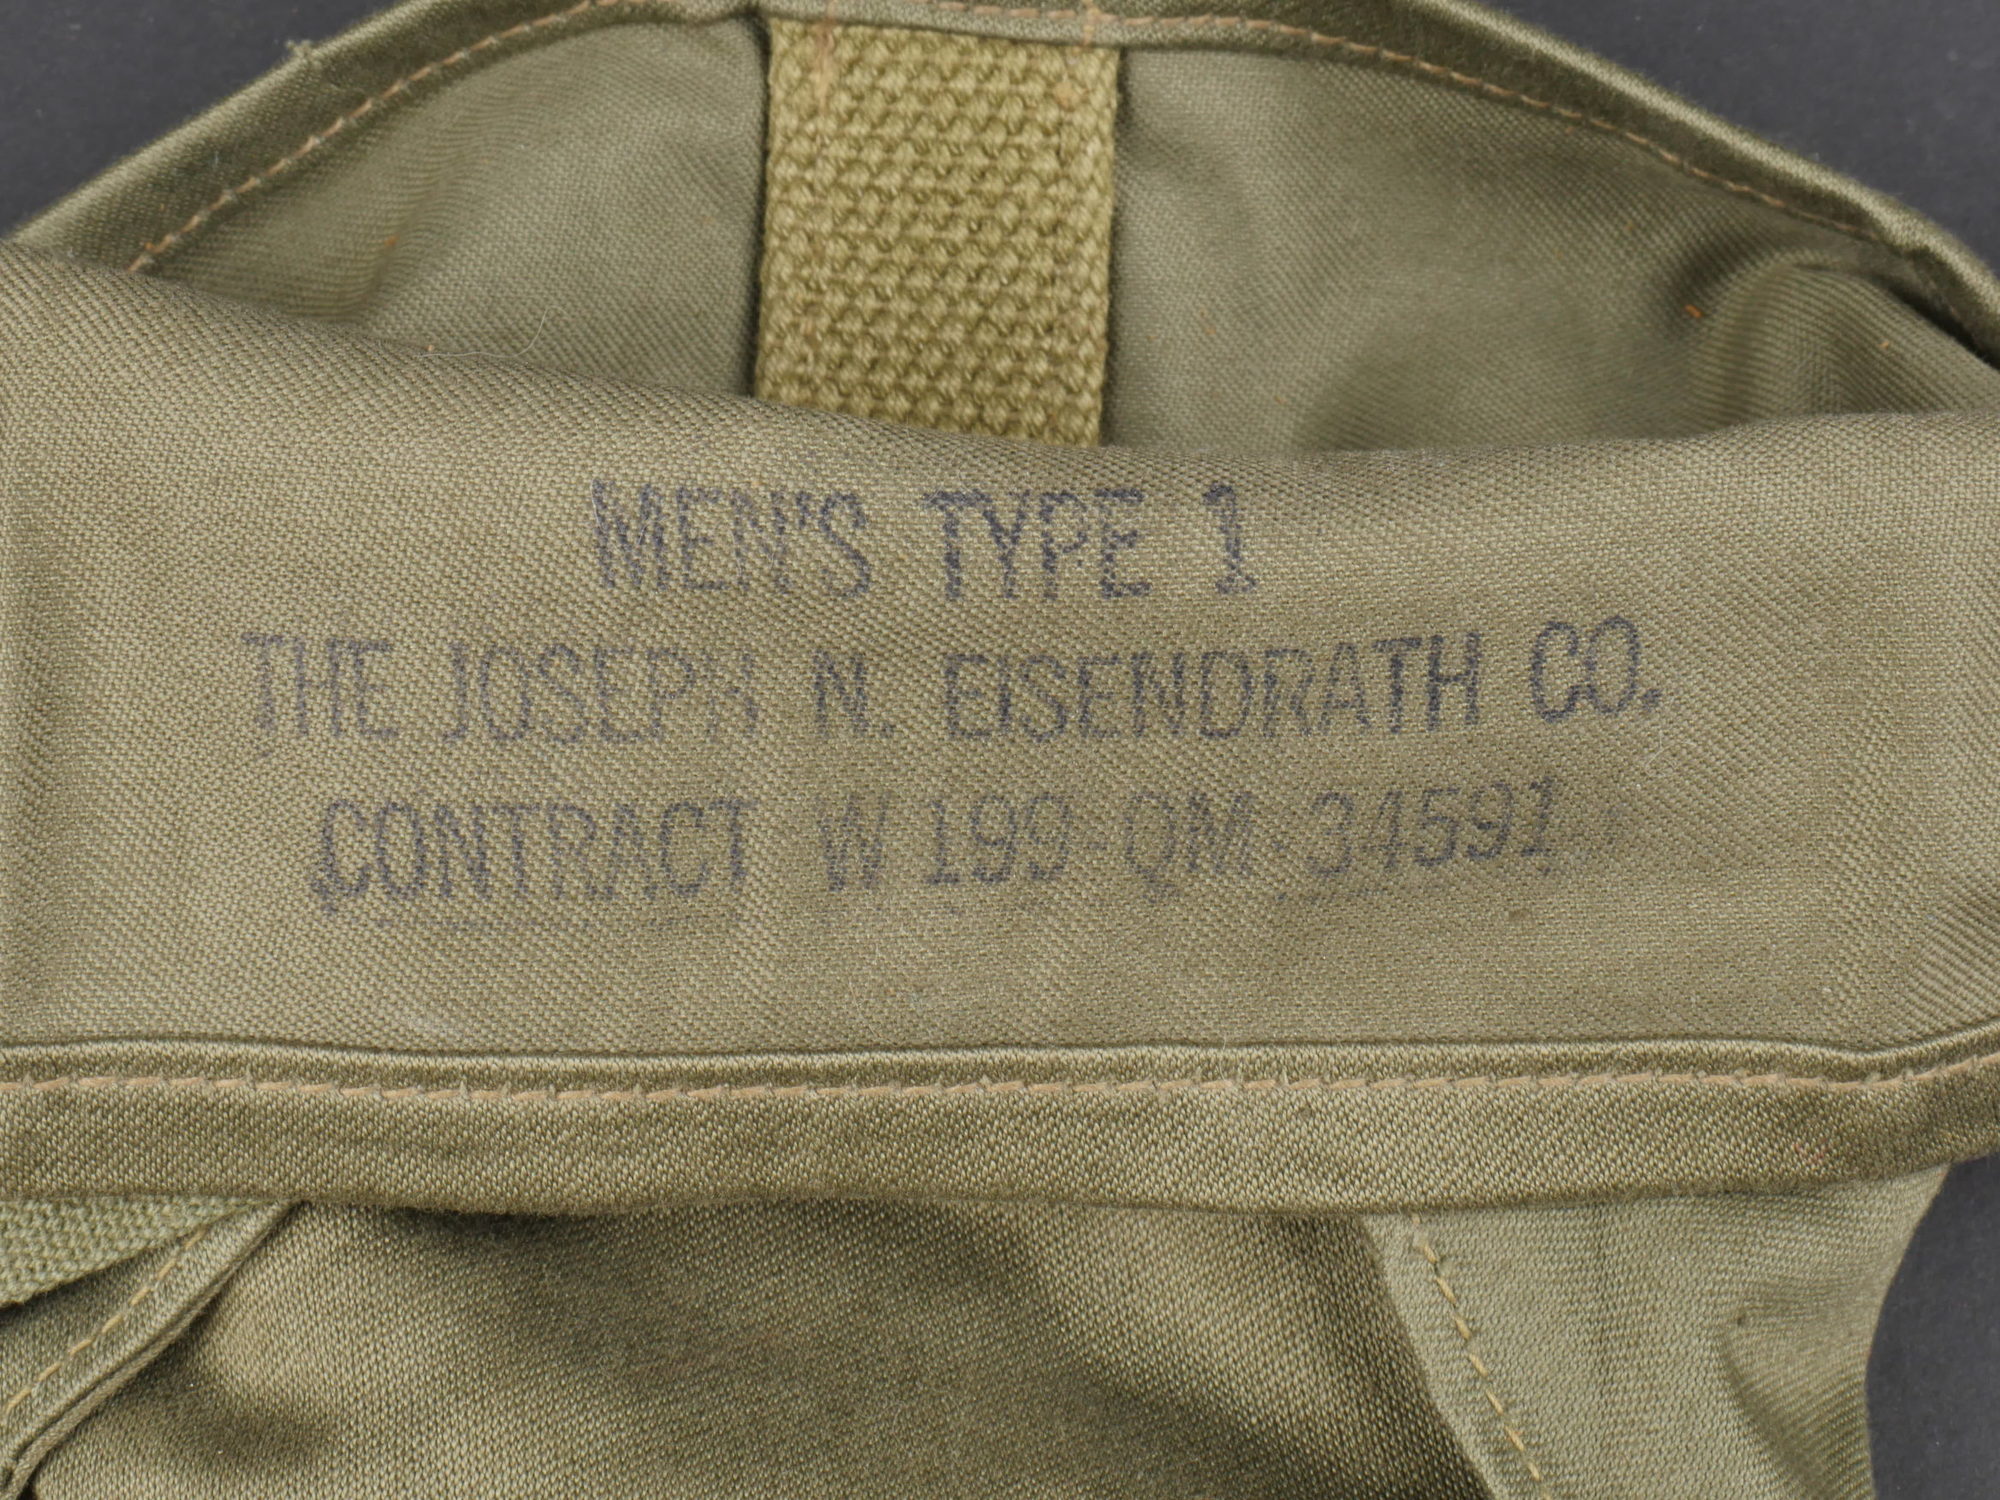 MEN'S TYPE 1
THE JOSEPH N. EISENDRATH CO.
CONTRACT W 199-QM-34591